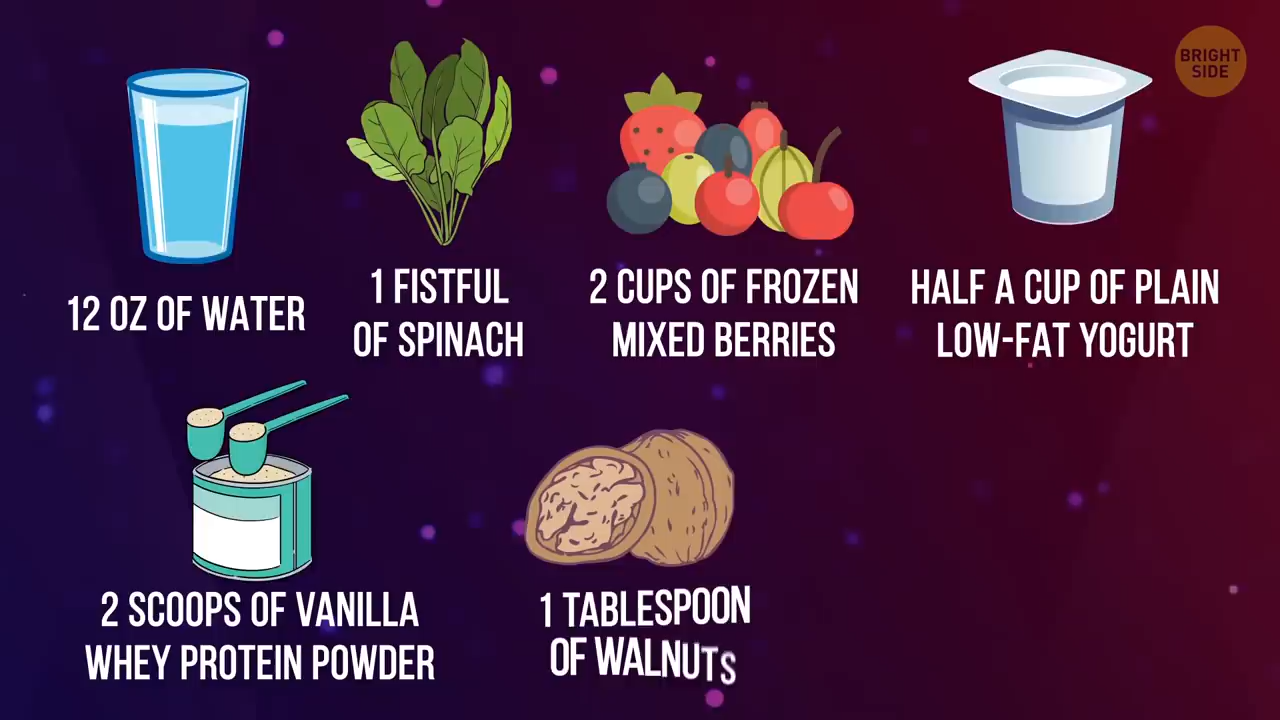 BRIGHT
SIDE
12 OZ OF WATER
1 FISTFUL
OF SPINACH
2 CUPS OF FROZEN
MIXED BERRIES
HALF A CUP OF PLAIN
LOW-FAT YOGURT
2 SCOOPS OF VANILLA
WHEY PROTEIN POWDER
1 TABLESPOON
OF WALNUTS